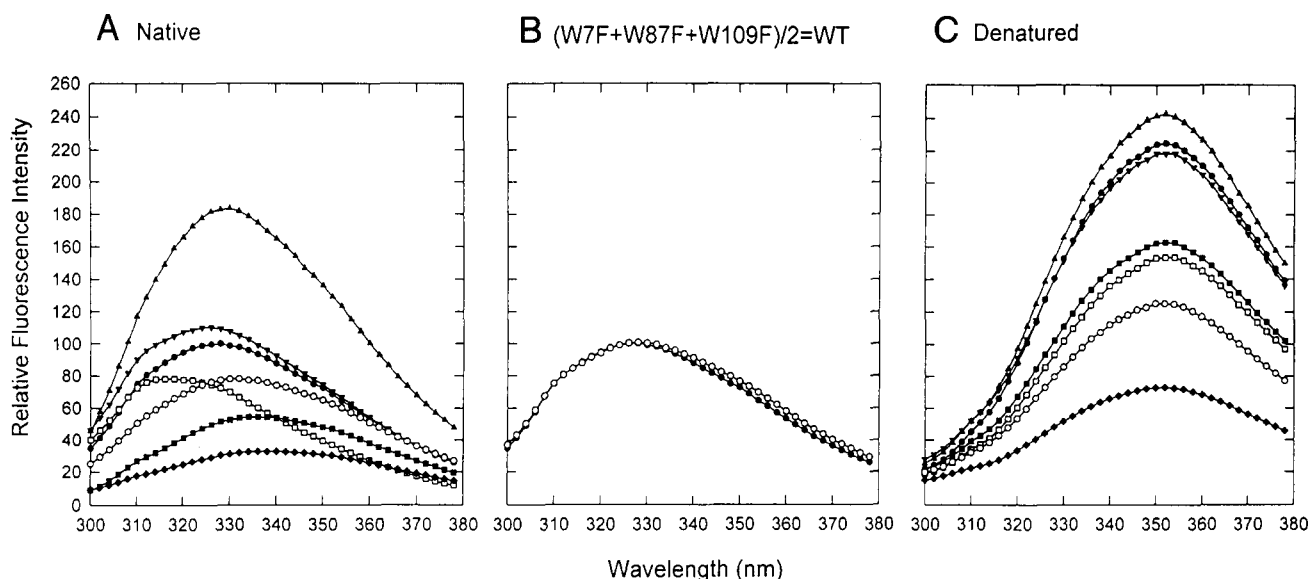 A Native
B (W7F+W87F+W109F)/2=WT
C Denatured
Relative Fluorescence Intensity
260
240
220
200
180
160
140
120
100
80
60
40
20
0
300 310 320 330 340 350 360 370 380
300 310 320 330 340 350 360 370 380
300 310 320 330 340 350 360 370 380
Wavelength (nm)